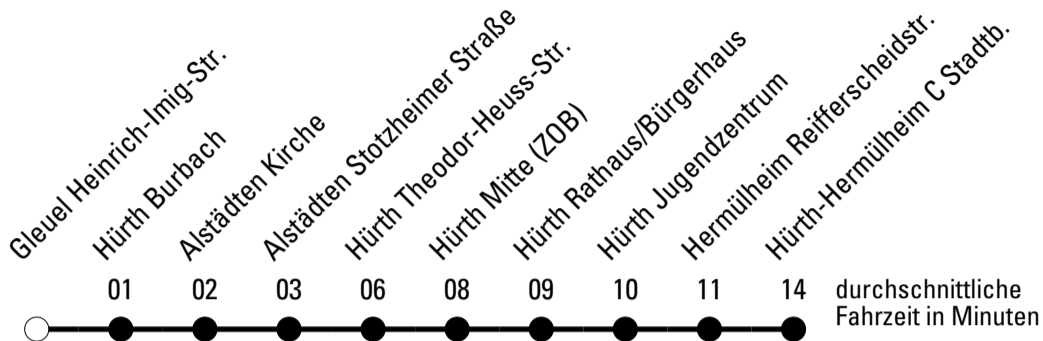 Gleuel Heinrich-Imig-Str.
Hürth Burbach
Alstädten Kirche
Alstädten Stotzheimer Straße
Hürth Theodor-Heuss-Str.
Hürth Mitte (ZOB)
Hürth Rathaus/Bürgerhaus
Hürth Jugendzentrum
Hermülheim Reifferscheidstr.
Hürth-Hermülheim C Stadtb.
01 02 03 06 08 09 10 11 14
durchschnittliche
Fahrzeit in Minuten